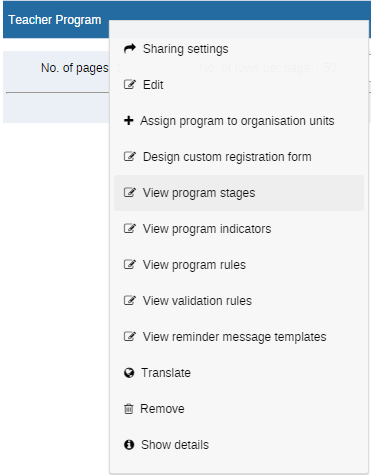 Teacher Program
Sharing settings
No. of pages
Edit
Assign program to organisation units
Design custom registration form
View program stages
View program indicators
View program rules
View validation rules
View reminder message templates
Translate
Remove
Show details